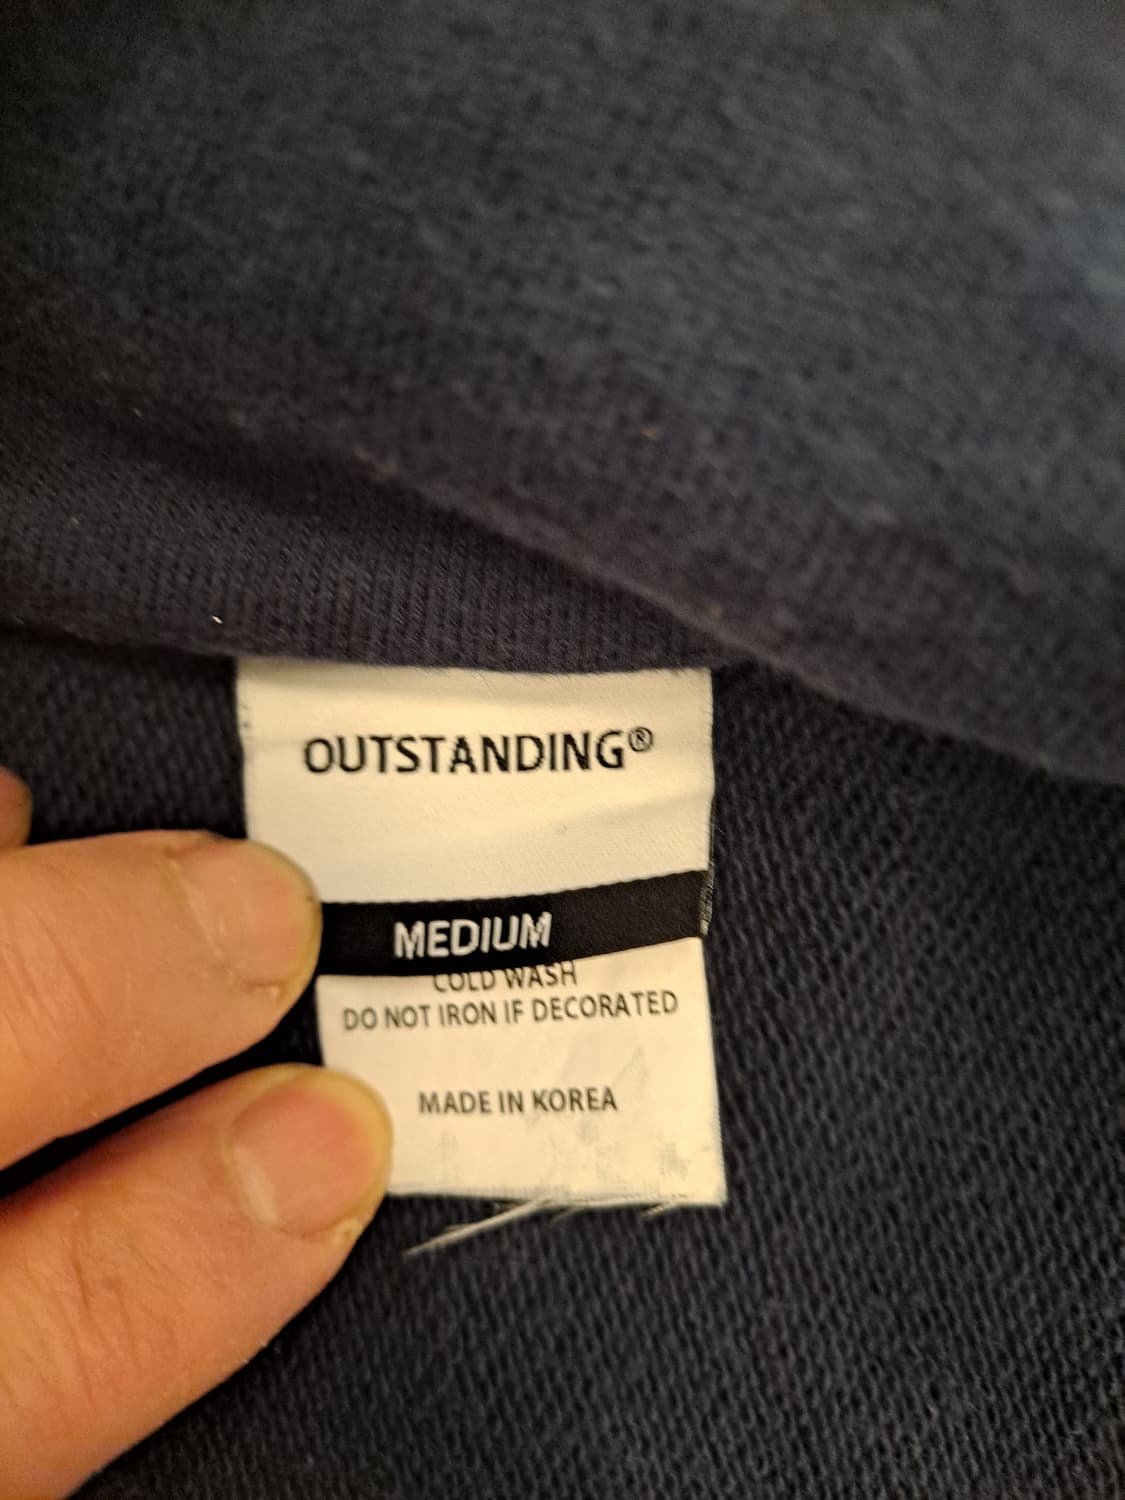 OUTSTANDING®
MEDIUM
COLD WASH
DO NOT IRON IF DECORATED
MADE IN KOREA